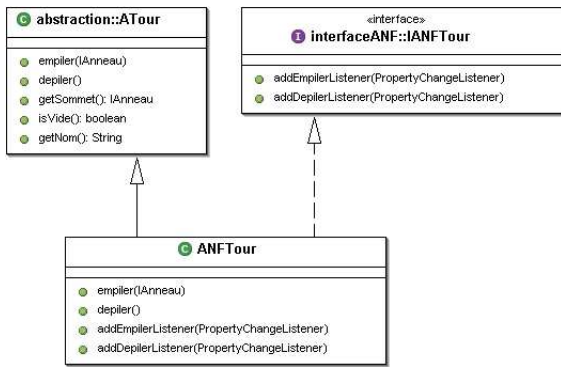 C abstraction::ATour
empiler(IAnneau)
depiler()
getSommet(): IAnneau
isVide(): boolean
getNom(): String
«interface»
I interfaceANF::IANFTour
addEmpilerListener(PropertyChangeListener)
addDepilerListener(PropertyChangeListener)
C ANFTour
empiler(IAnneau)
depiler()
addEmpilerListener(PropertyChangeListener)
addDepilerListener(PropertyChangeListener)